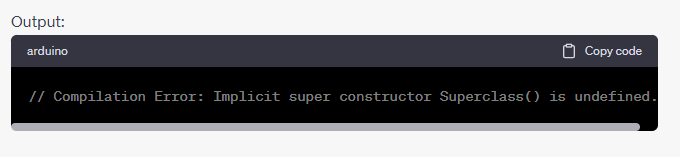 Output:
arduino Copy code
// Compilation Error: Implicit super constructor Superclass() is undefined.